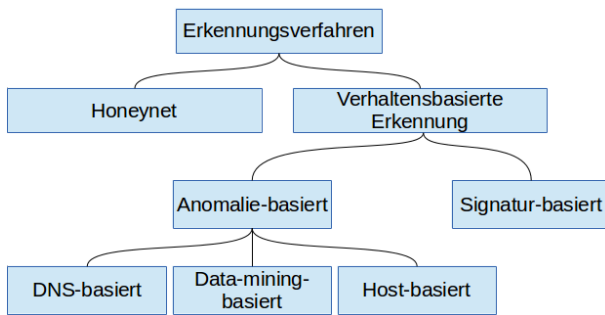 Erkennungsverfahren
Honeynet
Verhaltensbasierte
Erkennung
Anomalie-basiert
Signatur-basiert
DNS-basiert
Data-mining-
basiert
Host-basiert